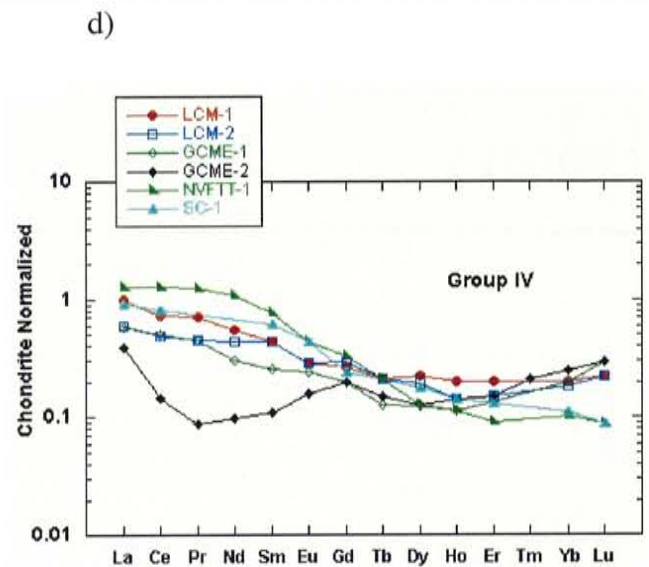 d)
LCM-1
LCM-2
GCME-1
GCME-2
NVFTT-1
SC-1
10
1
0.1
0.01
Chondrite Normalized
Group IV
La Ce Pr Nd Sm Eu Gd Tb Dy Ho Er Tm Yb Lu